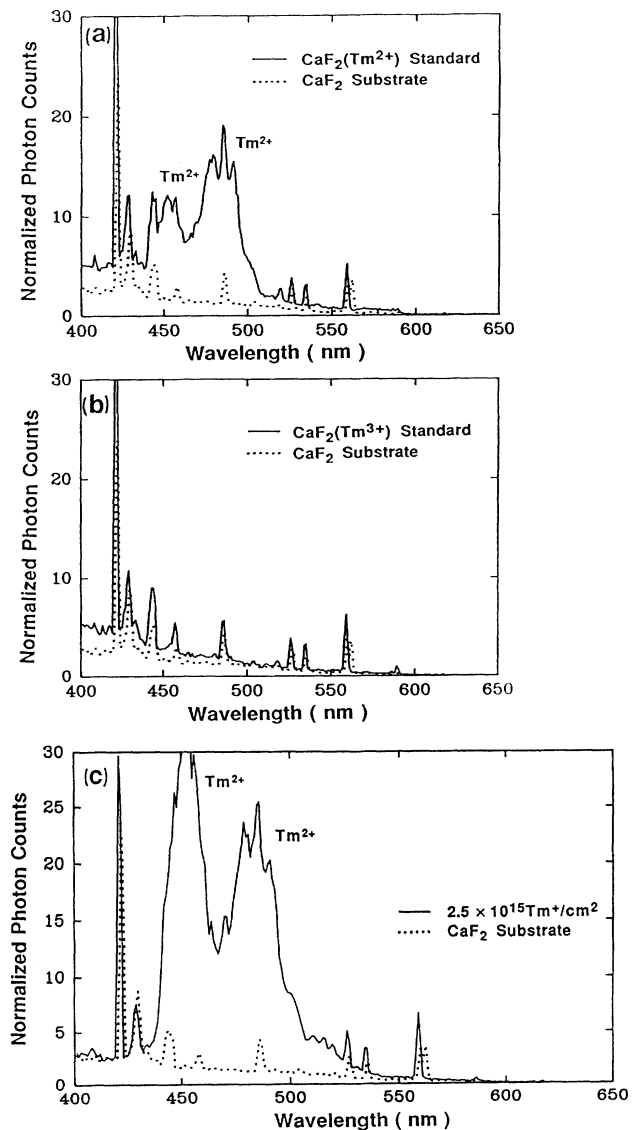 (a)
30
20
10
0
Normalized Photon Counts
CaF₂(Tm²⁺) Standard
CaF₂ Substrate
Tm²⁺
Tm²⁺
400 450 500 550 600 650
Wavelength ( nm )
(b)
30
20
10
0
Normalized Photon Counts
CaF₂(Tm³⁺) Standard
CaF₂ Substrate
400 450 500 550 600 650
Wavelength ( nm )
(c)
30
25
20
15
10
5
0
Normalized Photon Counts
Tm²⁺
Tm²⁺
2.5 × 10¹⁵Tm⁺/cm²
CaF₂ Substrate
400 450 500 550 600 650
Wavelength ( nm )